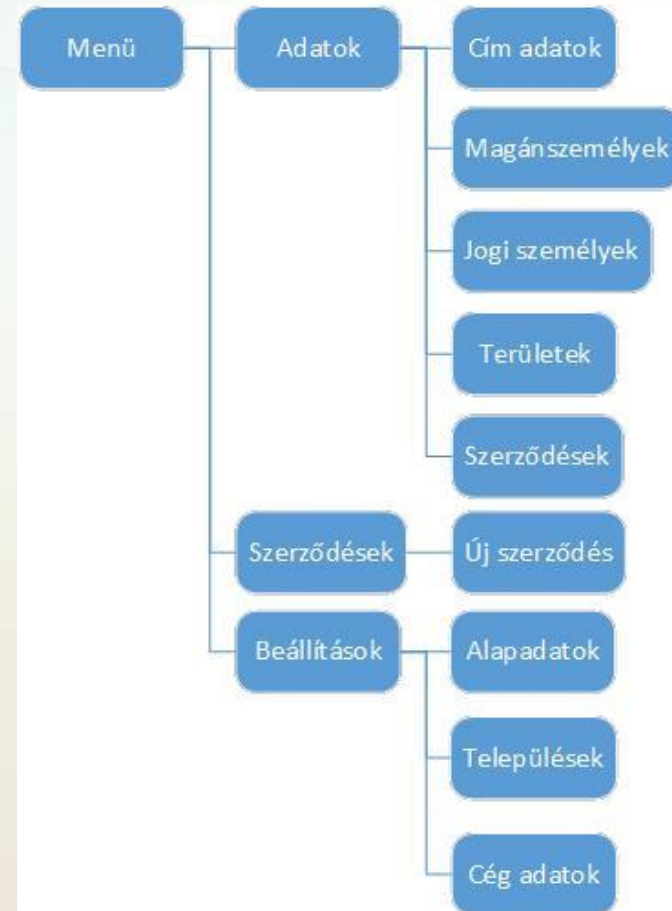 Menü
Adatok
Cím adatok
Magánszemélyek
Jogi személyek
Területek
Szerződések
Szerződések
Új szerződés
Beállítások
Alapadatok
Települések
Cég adatok